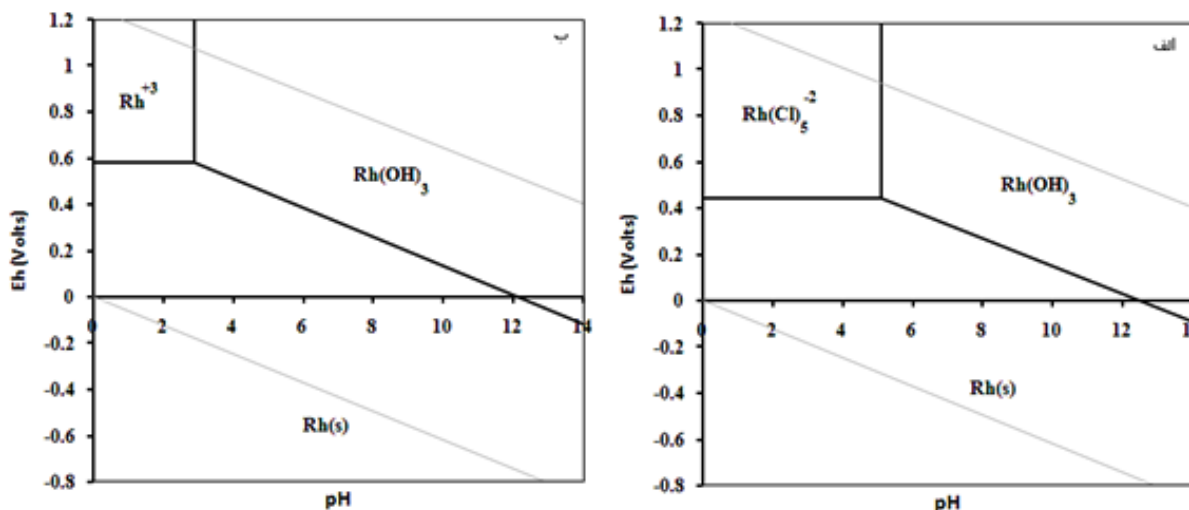 ب
Eh (Volts)
1.2
1
0.8
0.6
0.4
0.2
0
-0.2
-0.4
-0.6
-0.8
0 2 4 6 8 10 12 14
Rh+3
Rh(OH)3
Rh(s)
pH
الف
Eh (Volts)
1.2
1
0.8
0.6
0.4
0.2
0
-0.2
-0.4
-0.6
-0.8
0 2 4 6 8 10 12
Rh(Cl)5-2
Rh(OH)3
Rh(s)
pH